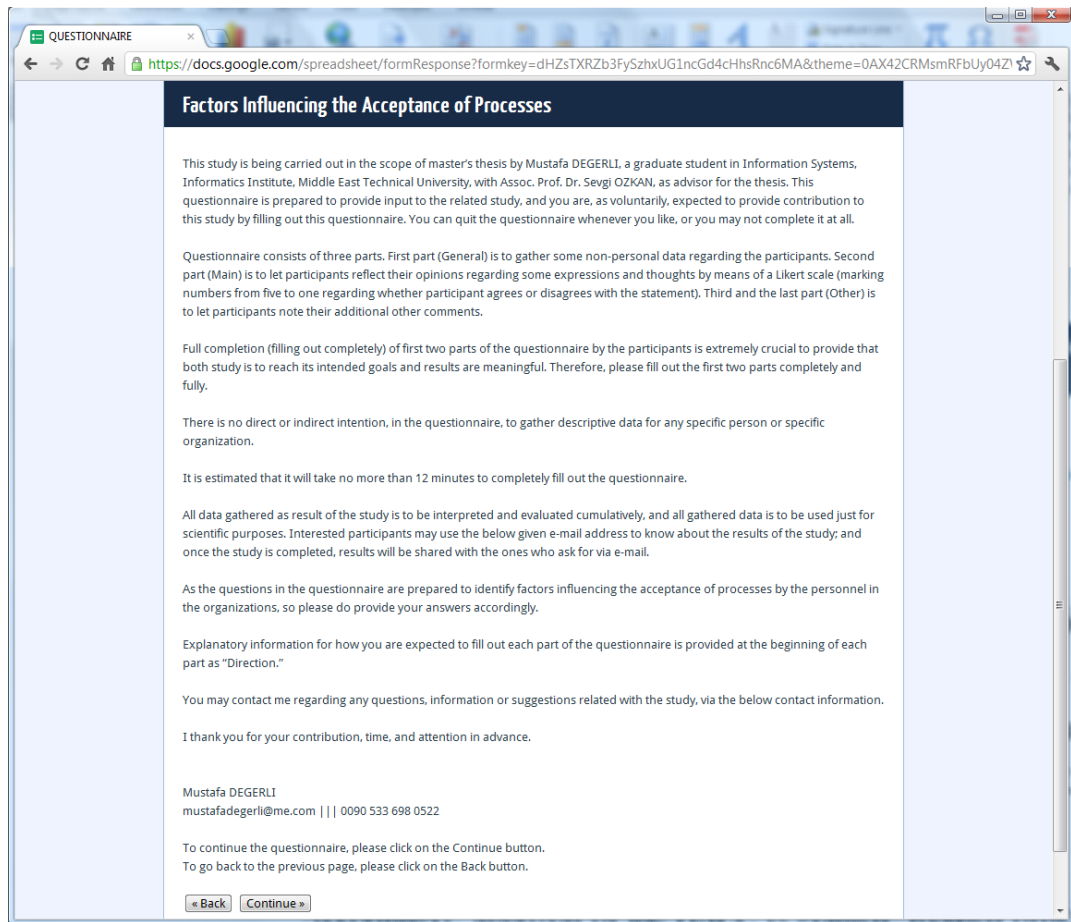 QUESTIONNAIRE
https://docs.google.com/spreadsheet/formResponse?formkey=dHZsTXRZb3FySzhxUG1ncGd4cHhsRnc6MA&theme=0AX42CRMsmRFbUy04Z
Factors Influencing the Acceptance of Processes
This study is being carried out in the scope of master's thesis by Mustafa DEGERLI, a graduate student in Information Systems,
Informatics Institute, Middle East Technical University, with Assoc. Prof. Dr. Sevgi OZKAN, as advisor for the thesis. This
questionnaire is prepared to provide input to the related study, and you are, as voluntarily, expected to provide contribution to
this study by filling out this questionnaire. You can quit the questionnaire whenever you like, or you may not complete it at all.
Questionnaire consists of three parts. First part (General) is to gather some non-personal data regarding the participants. Second
part (Main) is to let participants reflect their opinions regarding some expressions and thoughts by means of a Likert scale (marking
numbers from five to one regarding whether participant agrees or disagrees with the statement). Third and the last part (Other) is
to let participants note their additional other comments.
Full completion (filling out completely) of first two parts of the questionnaire by the participants is extremely crucial to provide that
both study is to reach its intended goals and results are meaningful. Therefore, please fill out the first two parts completely and
fully.
There is no direct or indirect intention, in the questionnaire, to gather descriptive data for any specific person or specific
organization.
It is estimated that it will take no more than 12 minutes to completely fill out the questionnaire.
All data gathered as result of the study is to be interpreted and evaluated cumulatively, and all gathered data is to be used just for
scientific purposes. Interested participants may use the below given e-mail address to know about the results of the study; and
once the study is completed, results will be shared with the ones who ask for via e-mail.
As the questions in the questionnaire are prepared to identify factors influencing the acceptance of processes by the personnel in
the organizations, so please do provide your answers accordingly.
Explanatory information for how you are expected to fill out each part of the questionnaire is provided at the beginning of each
part as “Direction.”
You may contact me regarding any questions, information or suggestions related with the study, via the below contact information.
I thank you for your contribution, time, and attention in advance.
Mustafa DEGERLI
mustafadegerli@me.com ||| 0090 533 698 0522
To continue the questionnaire, please click on the Continue button.
To go back to the previous page, please click on the Back button.
« Back Continue »